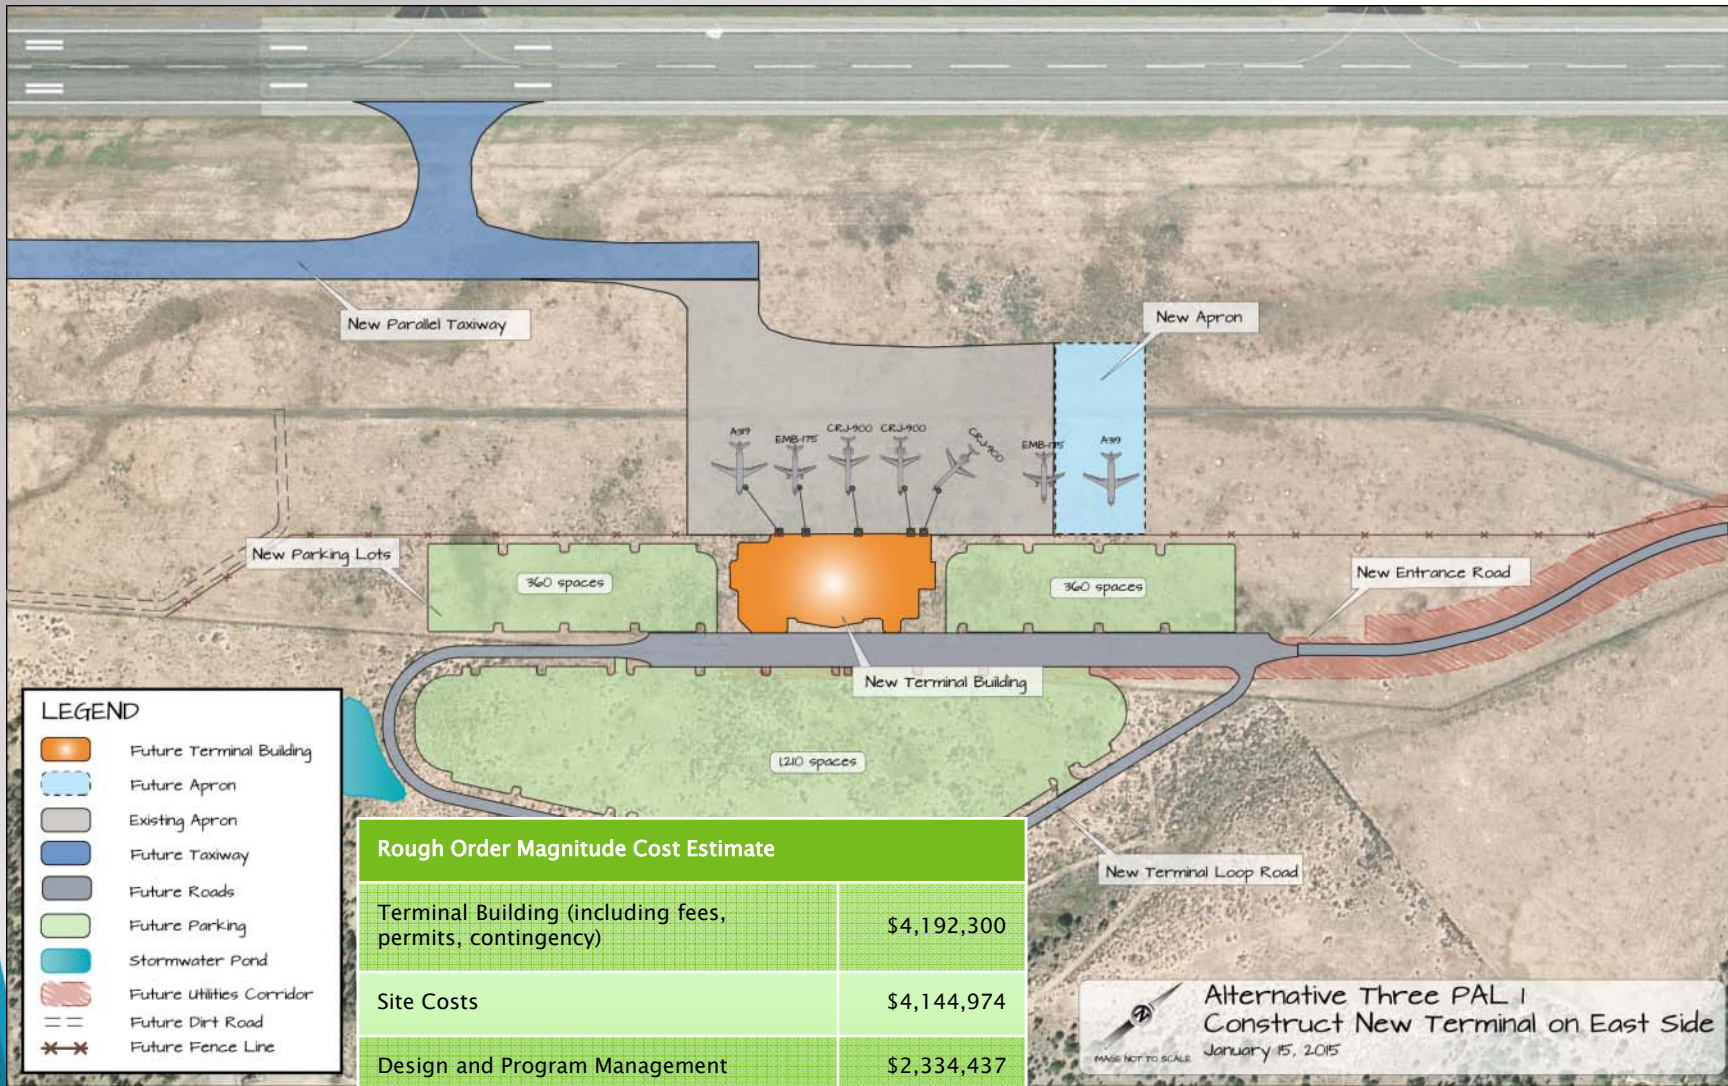 New Parallel Taxiway
New Apron
A319
EMB-175
CRJ-900
CRJ-900
CRJ-900
EMB-175
A319
New Parking Lots
360 spaces
360 spaces
New Entrance Road
New Terminal Building
1210 spaces
New Terminal Loop Road
LEGEND
Future Terminal Building
Future Apron
Existing Apron
Future Taxiway
Future Roads
Future Parking
Stormwater Pond
Future Utilities Corridor
Future Dirt Road
Future Fence Line
Rough Order Magnitude Cost Estimate
Terminal Building (including fees,
permits, contingency)
$4,192,300
Site Costs
$4,144,974
Design and Program Management
$2,334,437
N
IMAGE NOT TO SCALE
Alternative Three PAL 1
Construct New Terminal on East Side
January 15, 2015